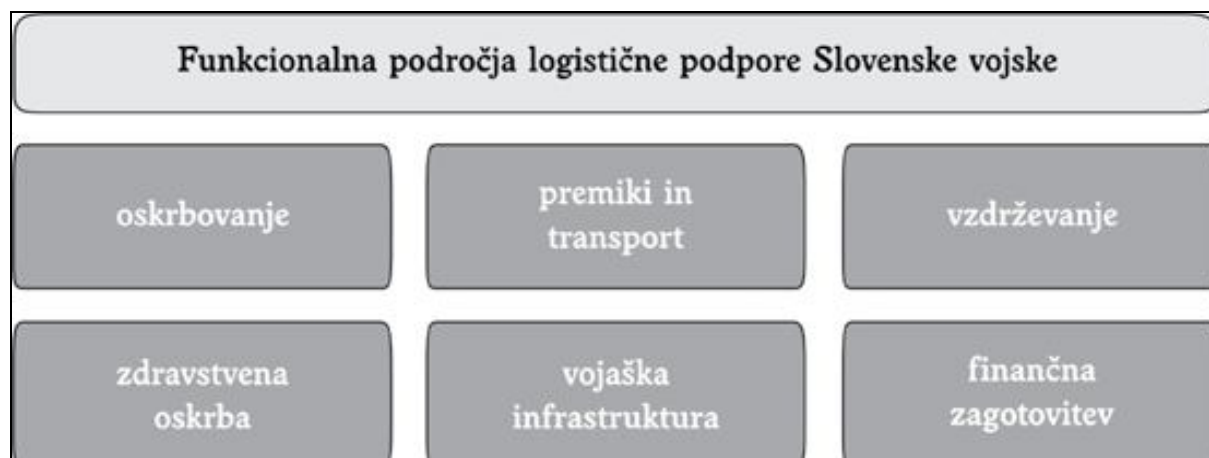 Funkcionalna področja logistične podpore Slovenske vojske
oskrbovanje
premiki in
transport
vzdrževanje
zdravstvena
oskrba
vojaška
infrastruktura
finančna
zagotovitev